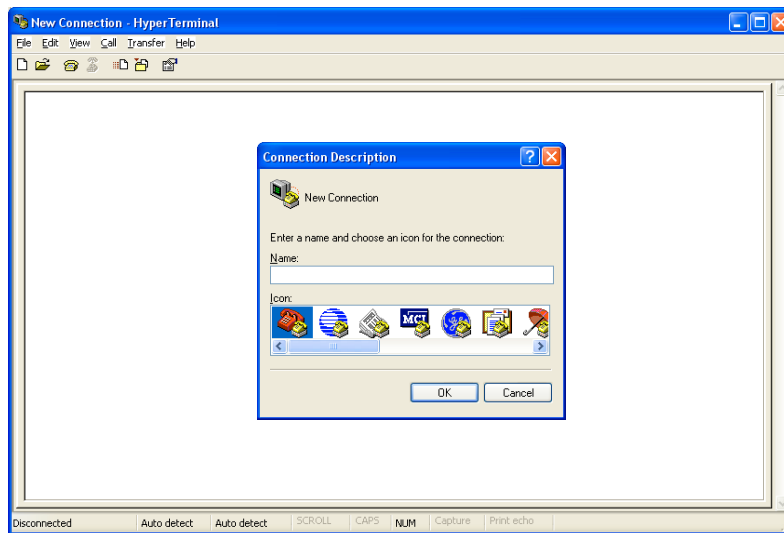 New Connection - HyperTerminal
File Edit View Call Transfer Help
Connection Description
New Connection
Enter a name and choose an icon for the connection:
Name:
Icon:
MCI
OK Cancel
Disconnected Auto detect Auto detect SCROLL CAPS NUM Capture Print echo